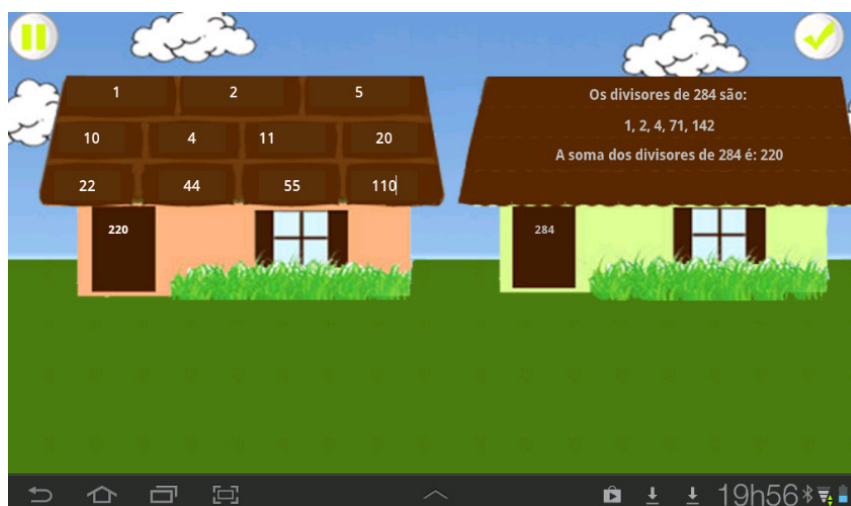 1 2 5
10 4 11 20
22 44 55 110
220
Os divisores de 284 são:
1, 2, 4, 71, 142
A soma dos divisores de 284 é: 220
284
19h56